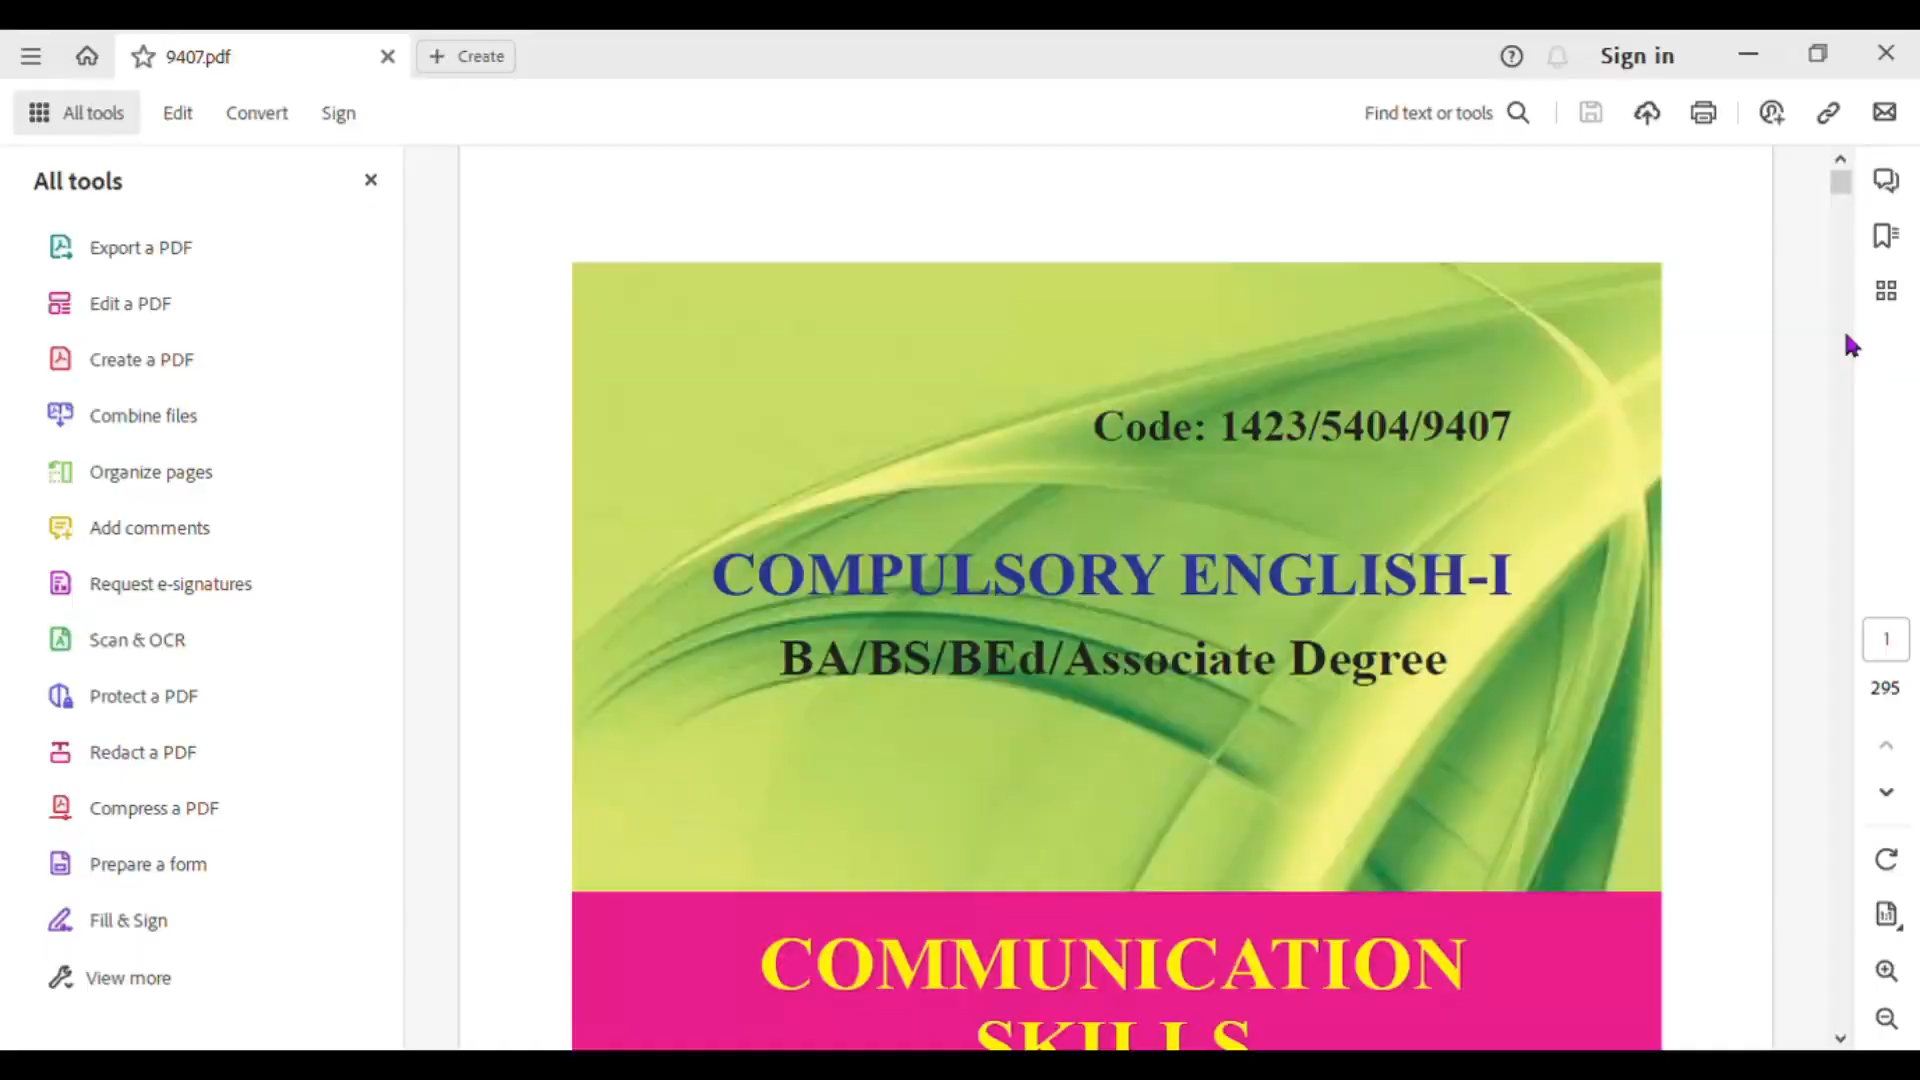 9407.pdf
Create
Sign in
All tools
Edit
Convert
Sign
Find text or tools
All tools
Export a PDF
Edit a PDF
Create a PDF
Combine files
Organize pages
Add comments
Request e-signatures
Scan & OCR
Protect a PDF
Redact a PDF
Compress a PDF
Prepare a form
Fill & Sign
View more
Code: 1423/5404/9407
COMPULSORY ENGLISH-I
BA/BS/BEd/Associate Degree
COMMUNICATION
SKILLS
1
295